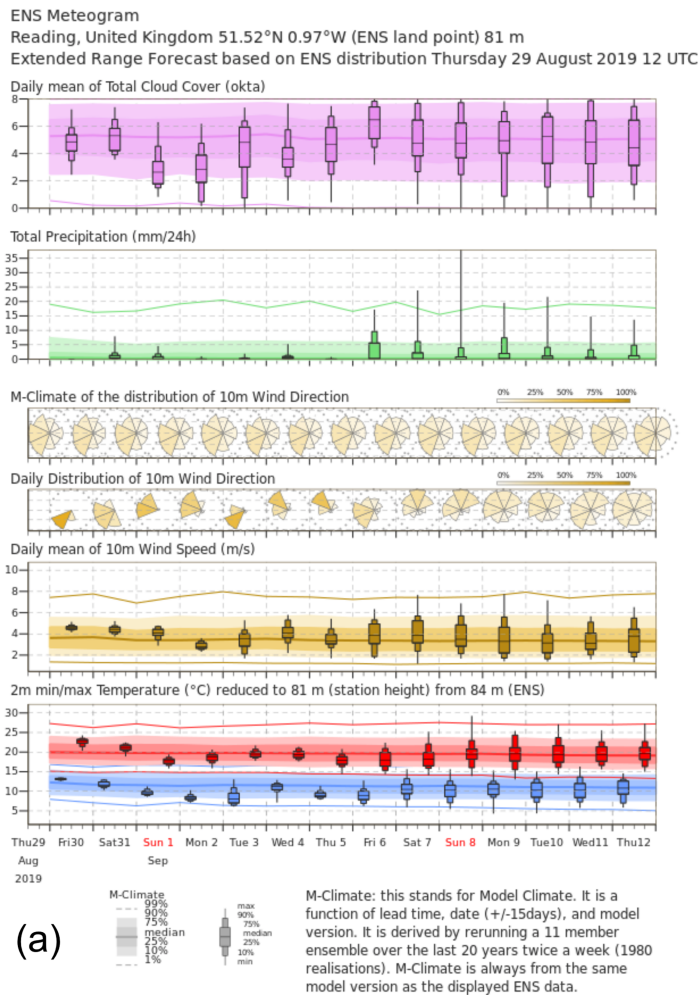 ENS Meteogram
Reading, United Kingdom 51.52°N 0.97°W (ENS land point) 81 m
Extended Range Forecast based on ENS distribution Thursday 29 August 2019 12 UTC
Daily mean of Total Cloud Cover (okta)
8
6
4
2
0
Total Precipitation (mm/24h)
35
30
25
20
15
10
5
0
M-Climate of the distribution of 10m Wind Direction
0% 25% 50% 75% 100%
Daily Distribution of 10m Wind Direction
0% 25% 50% 75% 100%
Daily mean of 10m Wind Speed (m/s)
10
8
6
4
2
2m min/max Temperature (°C) reduced to 81 m (station height) from 84 m (ENS)
30
25
20
15
10
5
Thu29 Fri30 Sat31 Sun 1 Mon 2 Tue 3 Wed 4 Thu 5 Fri 6 Sat 7 Sun 8 Mon 9 Tue10 Wed11 Thu12
Aug Sep
2019
M-Climate
99%
90%
75%
median
25%
10%
1%
max
90%
75%
median
25%
10%
min
M-Climate: this stands for Model Climate. It is a
function of lead time, date (+/-15days), and model
version. It is derived by rerunning a 11 member
ensemble over the last 20 years twice a week (1980
realisations). M-Climate is always from the same
model version as the displayed ENS data.
(a)